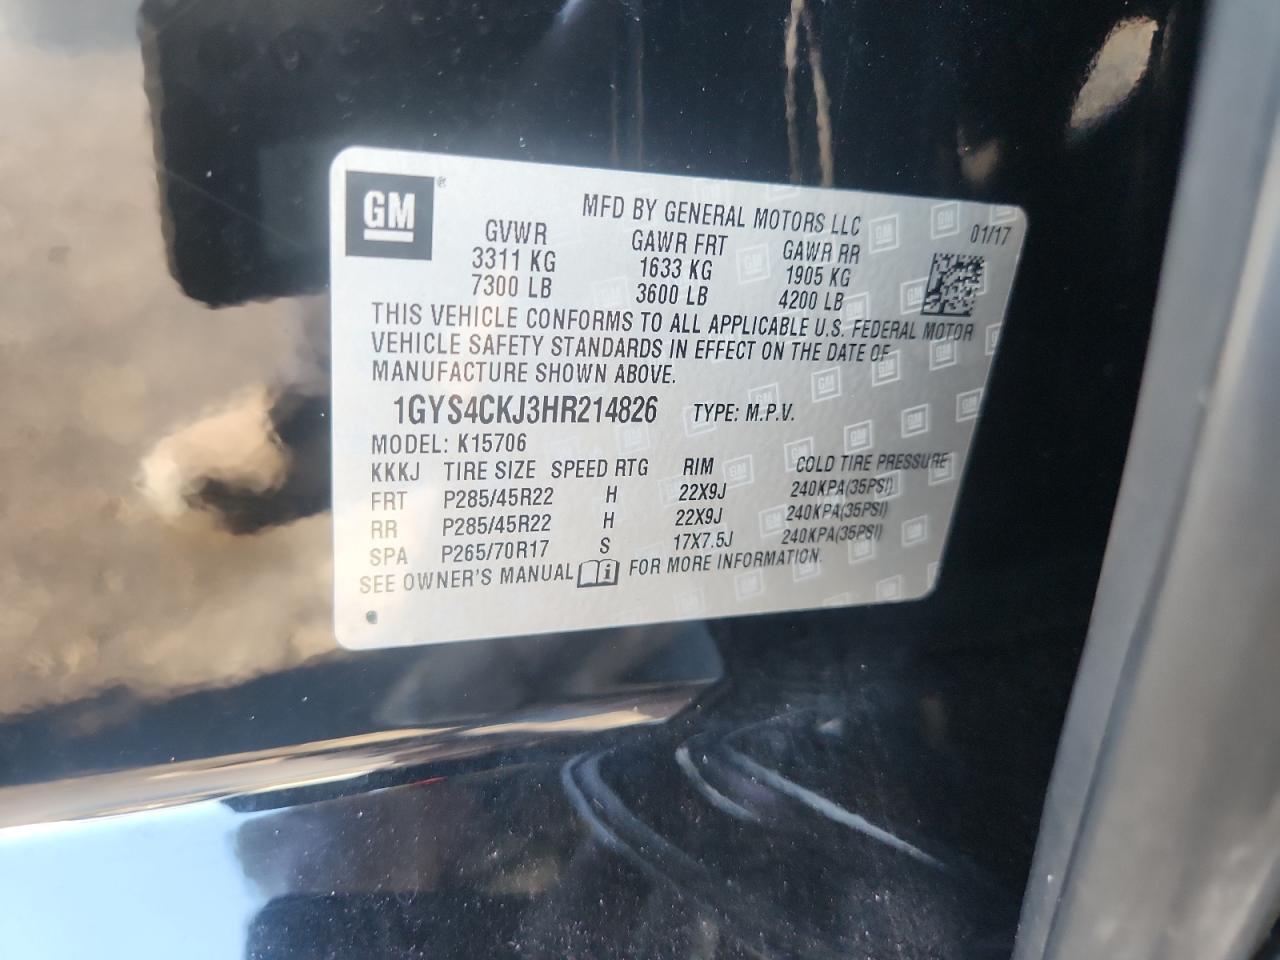 GM®
MFD BY GENERAL MOTORS LLC
01/17
GVWR GAWR FRT GAWR RR
3311 KG 1633 KG 1905 KG
7300 LB 3600 LB 4200 LB
THIS VEHICLE CONFORMS TO ALL APPLICABLE U.S. FEDERAL MOTOR
VEHICLE SAFETY STANDARDS IN EFFECT ON THE DATE OF
MANUFACTURE SHOWN ABOVE.
1GYS4CKJ3HR214826 TYPE: M.P.V.
MODEL: K15706
KKKJ TIRE SIZE SPEED RTG RIM COLD TIRE PRESSURE
FRT P285/45R22 H 22X9J 240KPA(35PSI)
RR P285/45R22 H 22X9J 240KPA(35PSI)
SPA P265/70R17 S 17X7.5J 240KPA(35PSI)
SEE OWNER'S MANUAL i FOR MORE INFORMATION.